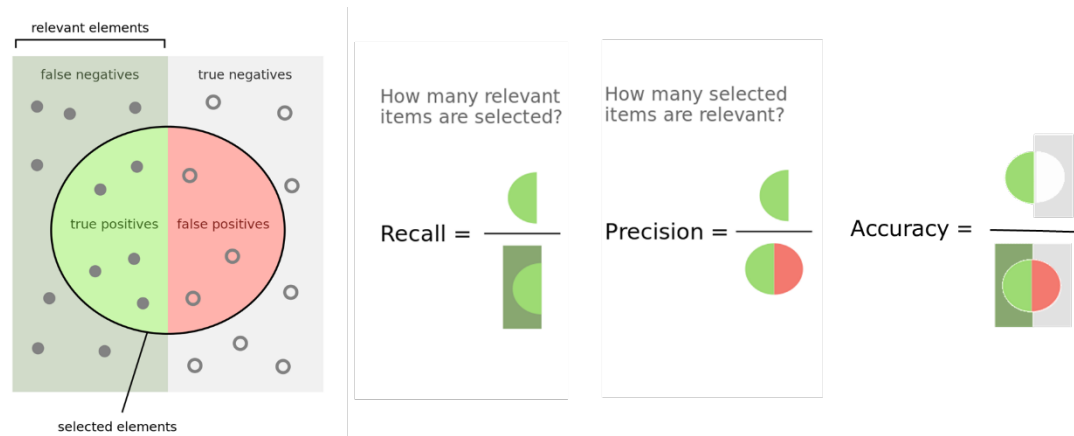 relevant elements
false negatives
true negatives
true positives
false positives
selected elements
How many relevant
items are selected?
Recall =
How many selected
items are relevant?
Precision =
Accuracy =